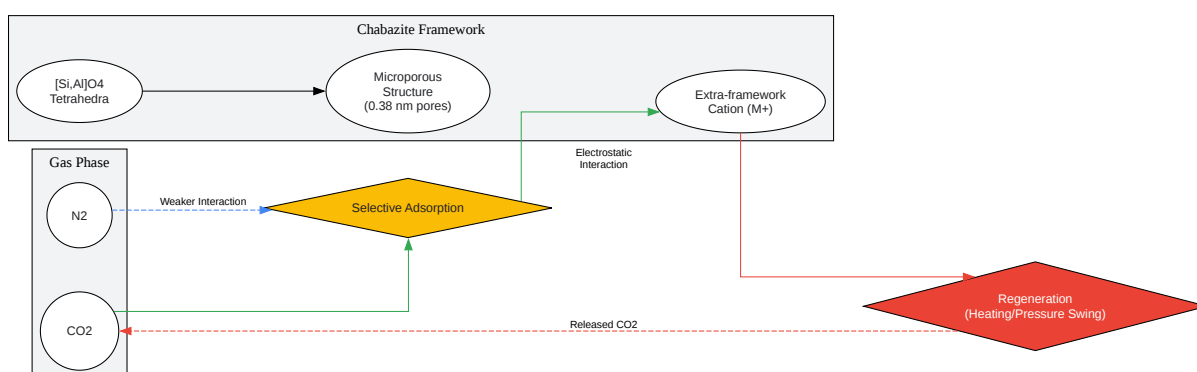 Chabazite Framework
[Si,Al]O4
Tetrahedra
Microporous
Structure
(0.38 nm pores)
Extra-framework
Cation (M+)
Electrostatic
Interaction
Gas Phase
N2
Weaker Interaction
Selective Adsorption
CO2
Released CO2
Regeneration
(Heating/Pressure Swing)